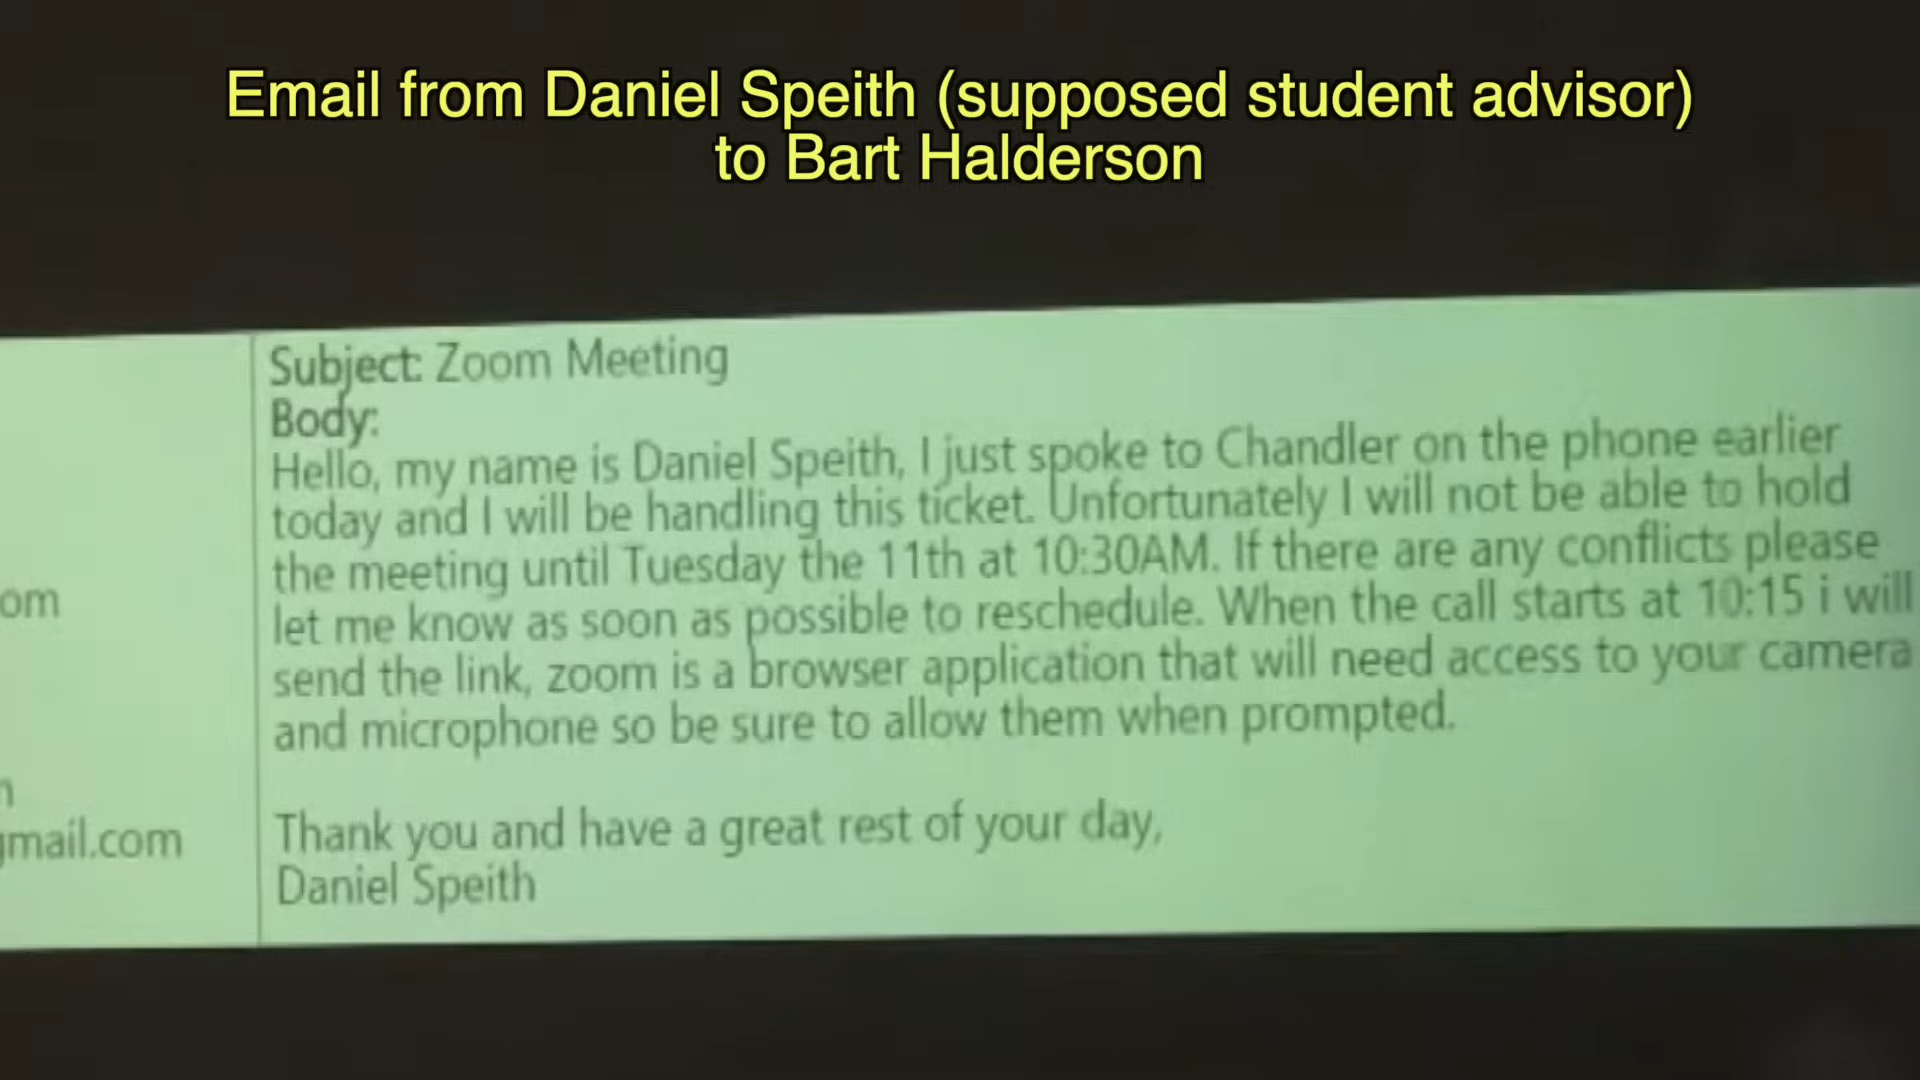 Email from Daniel Speith (supposed student advisor)
to Bart Halderson
Subject: Zoom Meeting
Body:
Hello, my name is Daniel Speith, I just spoke to Chandler on the phone earlier
today and I will be handling this ticket. Unfortunately I will not be able to hold
the meeting until Tuesday the 11th at 10:30AM. If there are any conflicts please
let me know as soon as possible to reschedule. When the call starts at 10:15 i will
om
send the link, zoom is a browser application that will need access to your camera
and microphone so be sure to allow them when prompted.
gmail.com
Thank you and have a great rest of your day,
Daniel Speith